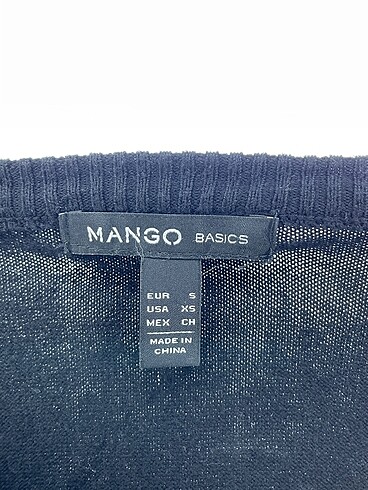 MANGO BASICS
EUR S
USA XS
MEX CH
MADE IN
CHINA